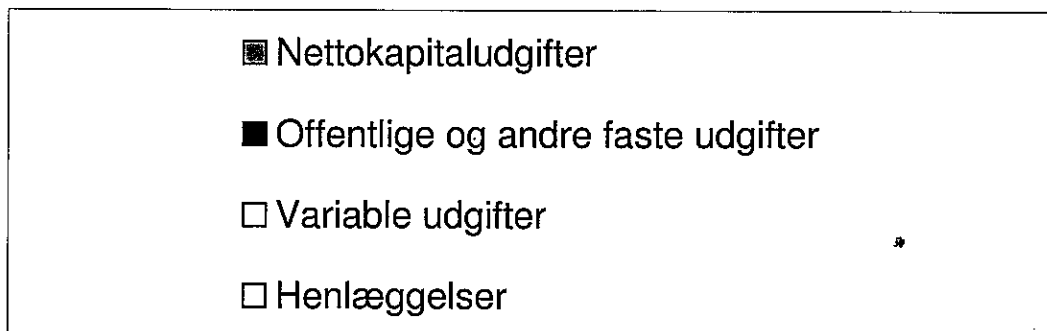 Nettokapitaludgifter
Offentlige og andre faste udgifter
Variable udgifter
Henlæggelser